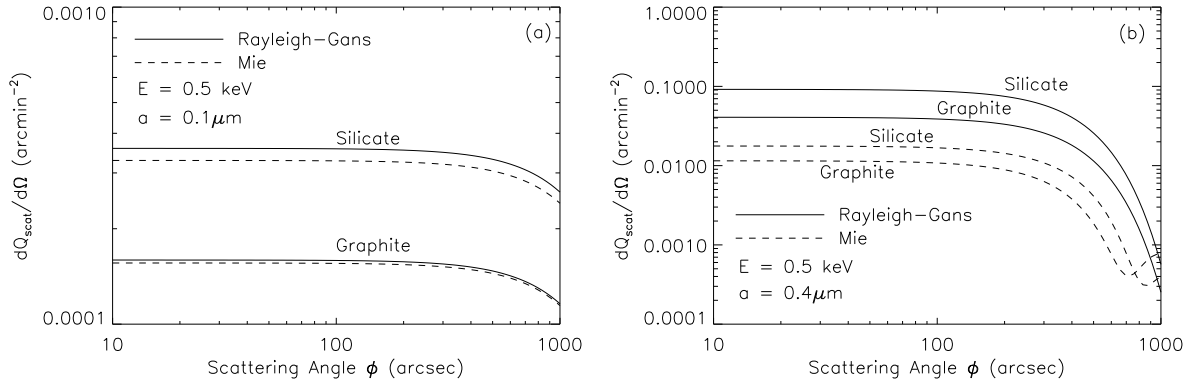 (a)
Rayleigh-Gans
Mie
E = 0.5 keV
a = 0.1μm
Silicate
Graphite
0.0010
0.0001
dQscat/dΩ (arcmin⁻²)
10 100 1000
Scattering Angle ϕ (arcsec)
(b)
Silicate
Graphite
Silicate
Graphite
Rayleigh-Gans
Mie
E = 0.5 keV
a = 0.4μm
1.0000
0.1000
0.0100
0.0010
0.0001
dQscat/dΩ (arcmin⁻²)
10 100 1000
Scattering Angle ϕ (arcsec)